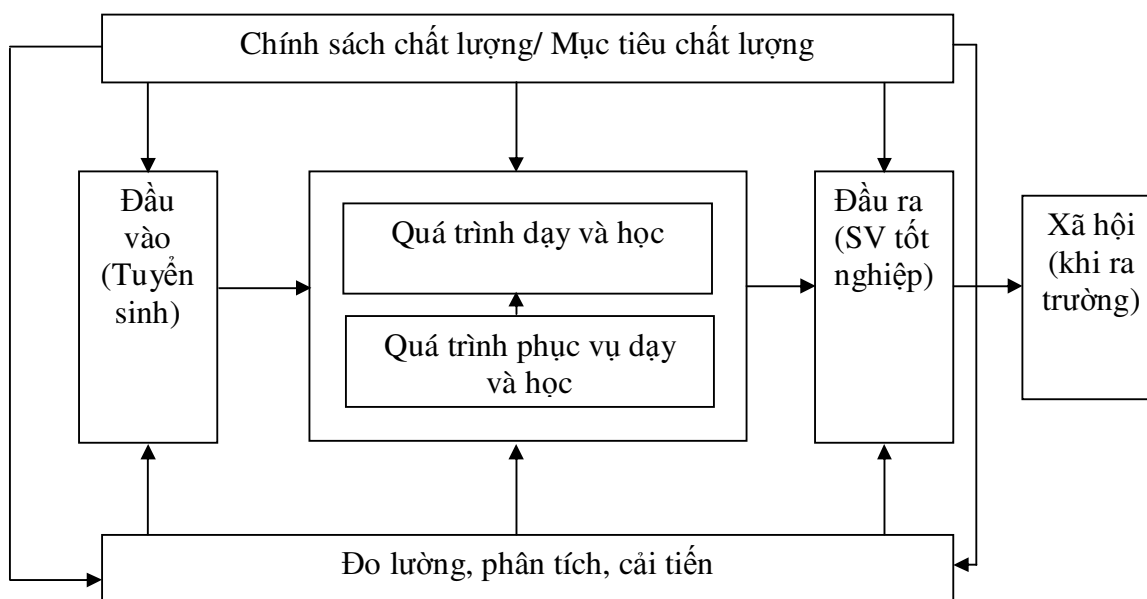 Chính sách chất lượng/ Mục tiêu chất lượng
Đầu
vào
(Tuyển
sinh)
Quá trình dạy và học
Quá trình phục vụ dạy
và học
Đầu ra
(SV tốt
nghiệp)
Xã hội
(khi ra
trường)
Đo lường, phân tích, cải tiến